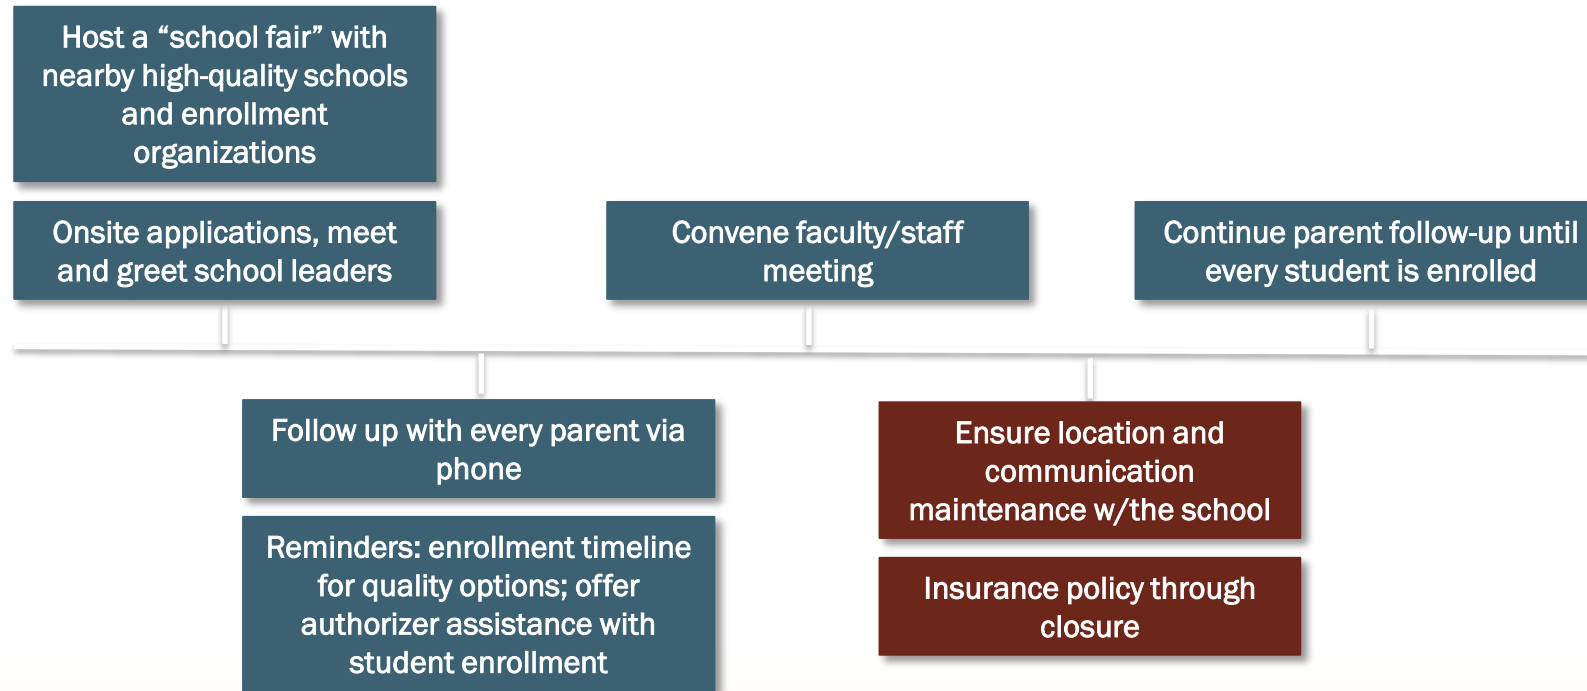 Host a “school fair” with
nearby high-quality schools
and enrollment
organizations
Onsite applications, meet
and greet school leaders
Convene faculty/staff
meeting
Continue parent follow-up until
every student is enrolled
Follow up with every parent via
phone
Reminders: enrollment timeline
for quality options; offer
authorizer assistance with
student enrollment
Ensure location and
communication
maintenance w/the school
Insurance policy through
closure